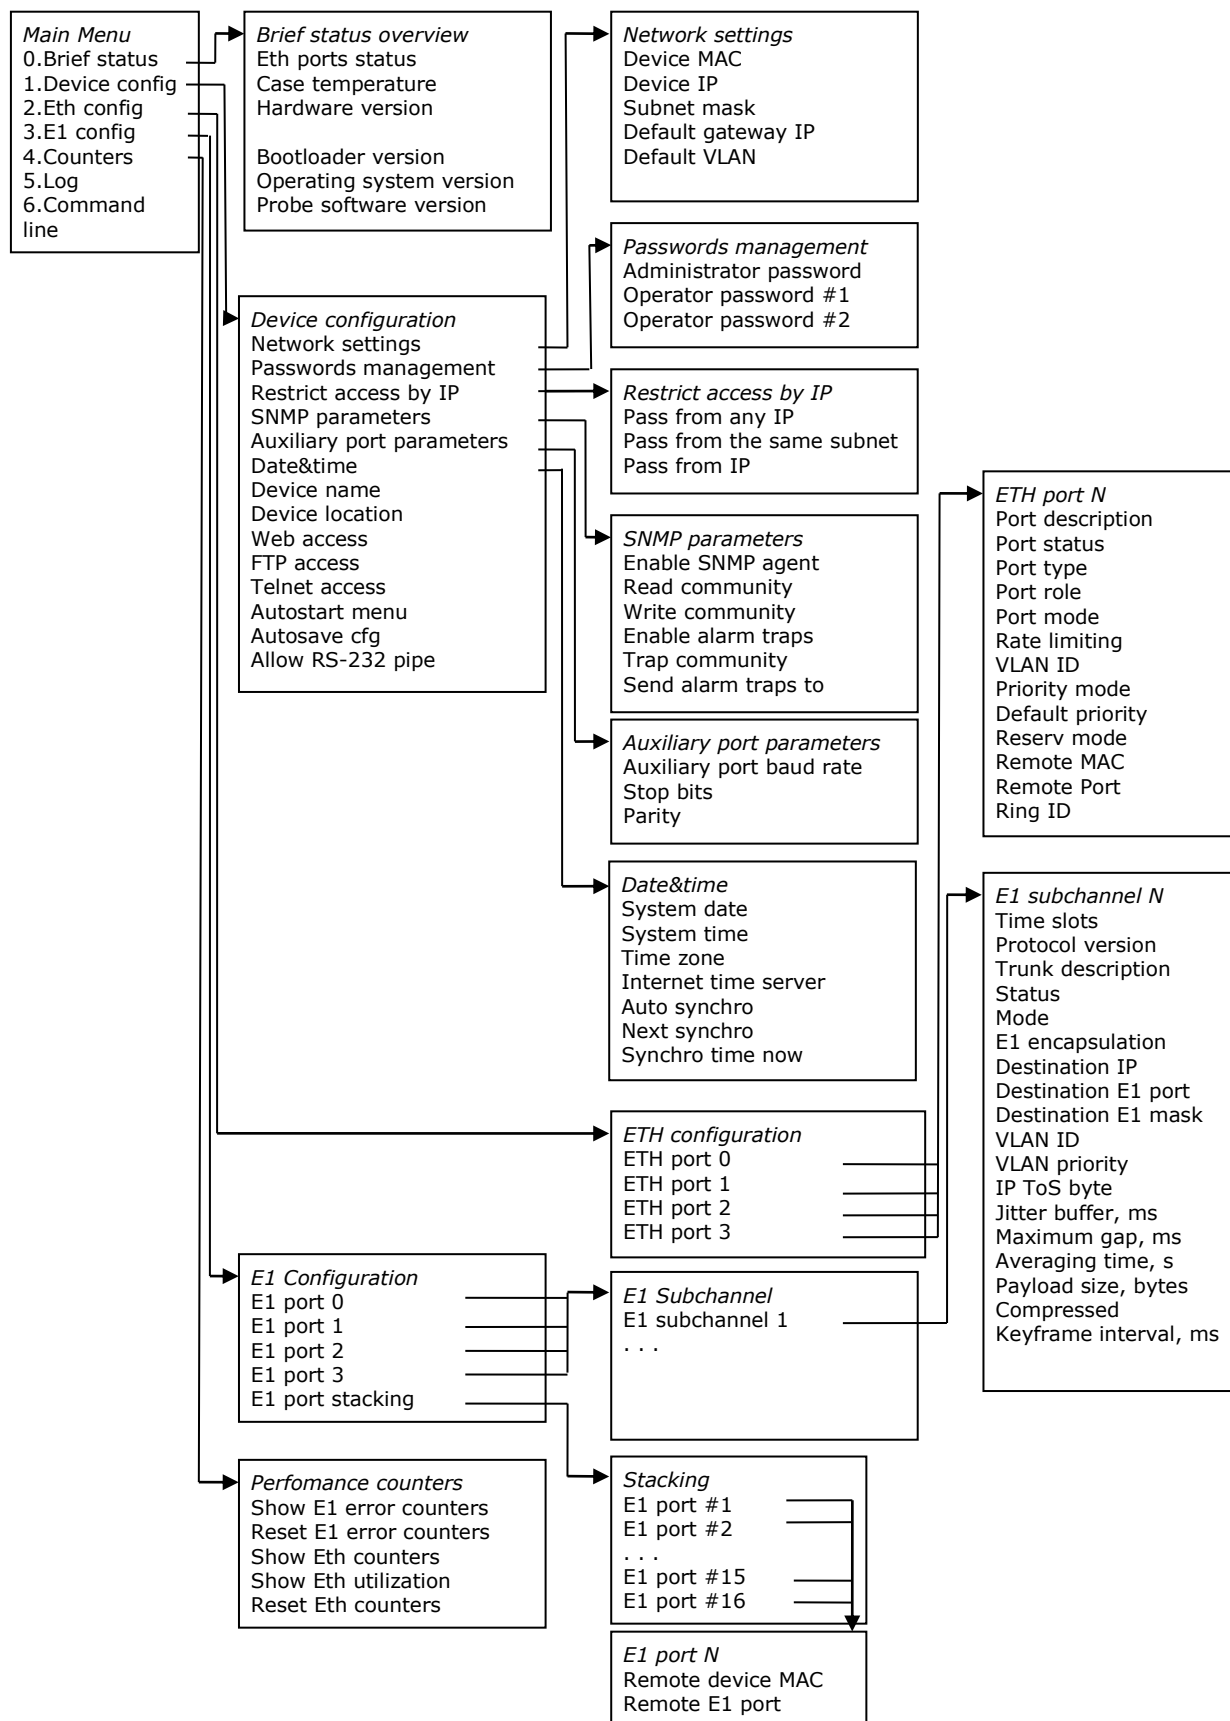 Main Menu
0.Brief status
1.Device config
2.Eth config
3.E1 config
4.Counters
5.Log
6.Command
line
Brief status overview
Eth ports status
Case temperature
Hardware version
Bootloader version
Operating system version
Probe software version
Network settings
Device MAC
Device IP
Subnet mask
Default gateway IP
Default VLAN
Passwords management
Administrator password
Operator password #1
Operator password #2
Device configuration
Network settings
Passwords management
Restrict access by IP
SNMP parameters
Auxiliary port parameters
Date&time
Device name
Device location
Web access
FTP access
Telnet access
Autostart menu
Autosave cfg
Allow RS-232 pipe
Restrict access by IP
Pass from any IP
Pass from the same subnet
Pass from IP
SNMP parameters
Enable SNMP agent
Read community
Write community
Enable alarm traps
Trap community
Send alarm traps to
Auxiliary port parameters
Auxiliary port baud rate
Stop bits
Parity
Date&time
System date
System time
Time zone
Internet time server
Auto synchro
Next synchro
Synchro time now
ETH port N
Port description
Port status
Port type
Port role
Port mode
Rate limiting
VLAN ID
Priority mode
Default priority
Reserv mode
Remote MAC
Remote Port
Ring ID
E1 subchannel N
Time slots
Protocol version
Trunk description
Status
Mode
E1 encapsulation
Destination IP
Destination E1 port
Destination E1 mask
VLAN ID
VLAN priority
IP ToS byte
Jitter buffer, ms
Maximum gap, ms
Averaging time, s
Payload size, bytes
Compressed
Keyframe interval, ms
ETH configuration
ETH port 0
ETH port 1
ETH port 2
ETH port 3
E1 Configuration
E1 port 0
E1 port 1
E1 port 2
E1 port 3
E1 port stacking
E1 Subchannel
E1 subchannel 1
. . .
Perfomance counters
Show E1 error counters
Reset E1 error counters
Show Eth counters
Show Eth utilization
Reset Eth counters
Stacking
E1 port #1
E1 port #2
. . .
E1 port #15
E1 port #16
E1 port N
Remote device MAC
Remote E1 port